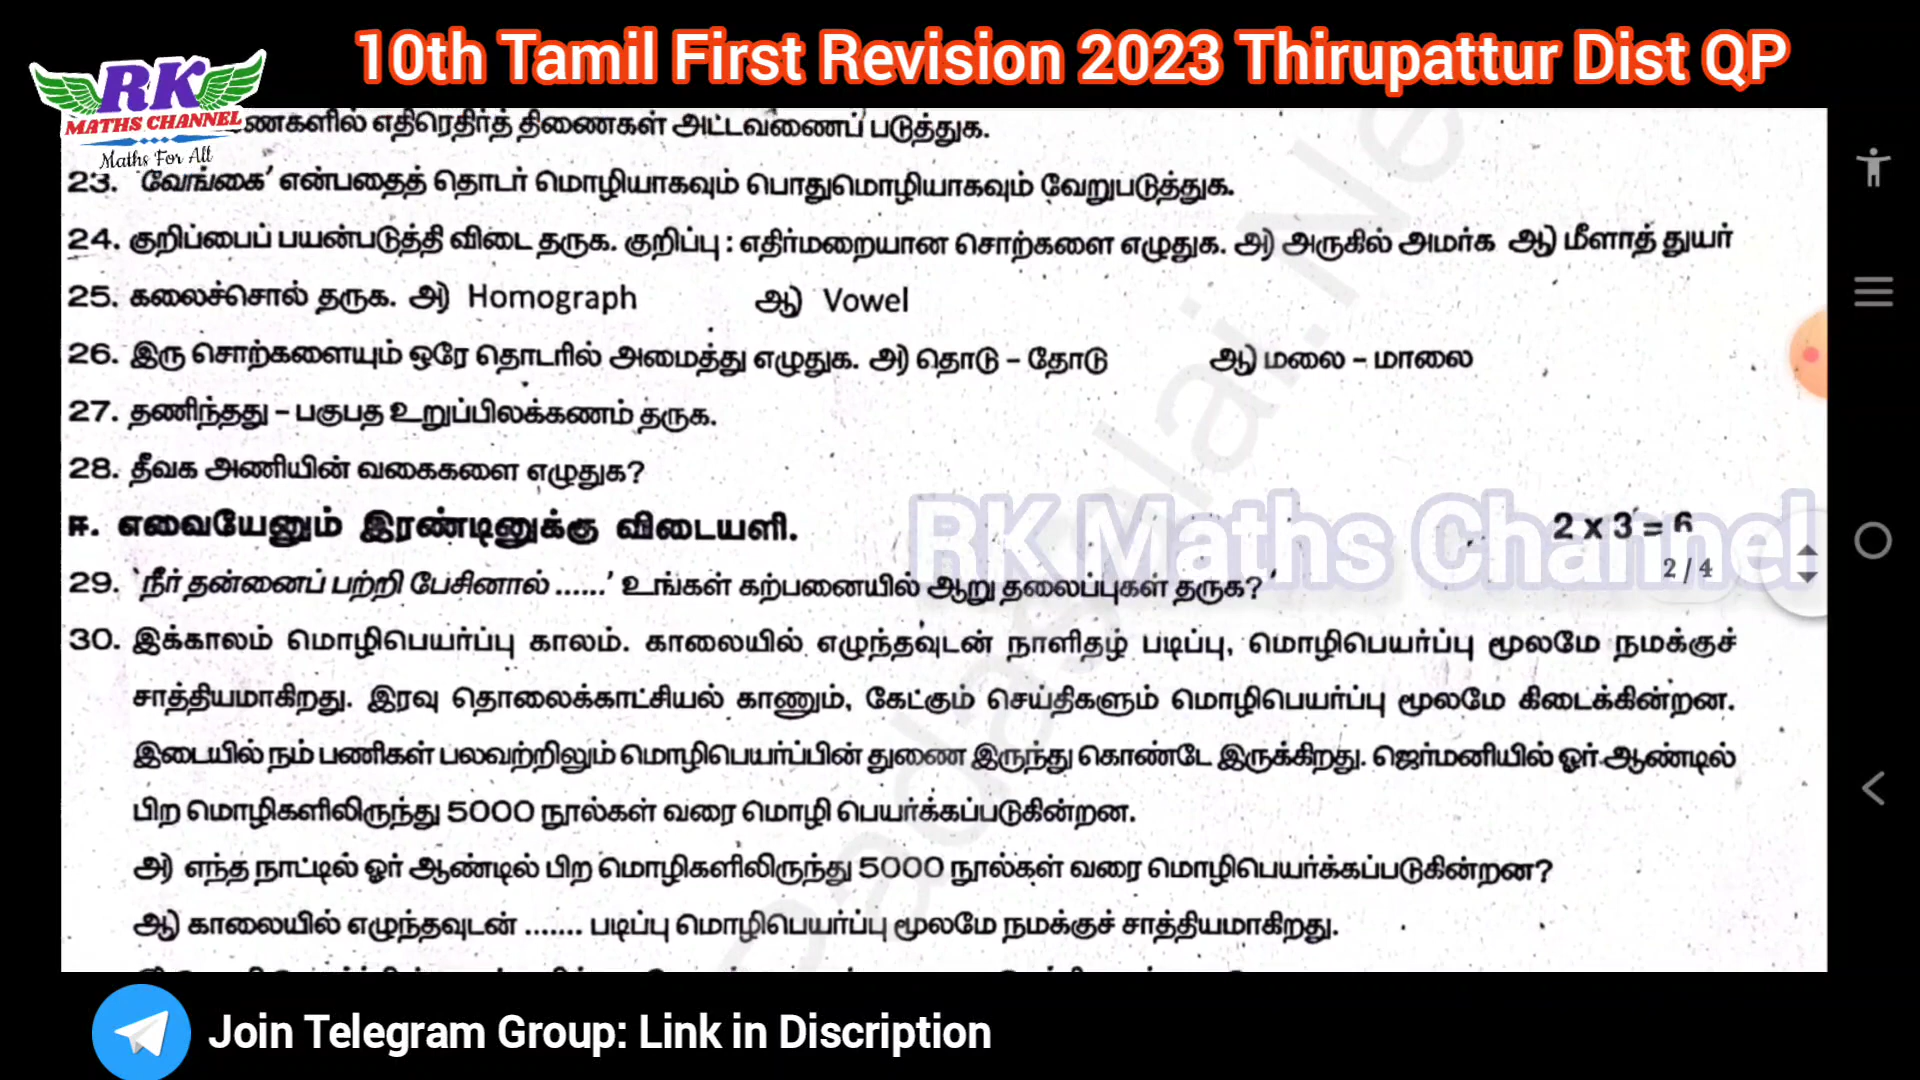 10th Tamil First Revision 2023 Thirupattur Dist QP
RK
MATHS CHANNEL
Maths For All
எதிரெதிர்த் திணைகள் அட்டவணைப் படுத்துக.
23. 'வேங்கை' என்பதைத் தொடர் மொழியாகவும் பொதுமொழியாகவும் வேறுபடுத்துக.
24. குறிப்பைப் பயன்படுத்தி விடை தருக. குறிப்பு : எதிர்மறையான சொற்களை எழுதுக. அ) அருகில் அமர்க ஆ) மீளாத் துயர்
25. கலைச்சொல் தருக. அ) Homograph ஆ) Vowel
26. இரு சொற்களையும் ஒரே தொடரில் அமைத்து எழுதுக. அ) தொடு – தோடு ஆ) மலை – மாலை
27. தணிந்தது – பகுபத உறுப்பிலக்கணம் தருக.
28. தீவக அணியின் வகைகளை எழுதுக?
ஈ. எவையேனும் இரண்டினுக்கு விடையளி. 2 x 3 = 6
RK Maths Channel
2 / 4
29. 'நீர் தன்னைப் பற்றி பேசினால் ......' உங்கள் கற்பனையில் ஆறு தலைப்புகள் தருக?'
30. இக்காலம் மொழிபெயர்ப்பு காலம். காலையில் எழுந்தவுடன் நாளிதழ் படிப்பு, மொழிபெயர்ப்பு மூலமே நமக்குச்
சாத்தியமாகிறது. இரவு தொலைக்காட்சியல் காணும், கேட்கும் செய்திகளும் மொழிபெயர்ப்பு மூலமே கிடைக்கின்றன.
இடையில் நம் பணிகள் பலவற்றிலும் மொழிபெயர்ப்பின் துணை இருந்து கொண்டே இருக்கிறது. ஜெர்மனியில் ஓர் ஆண்டில்
பிற மொழிகளிலிருந்து 5000 நூல்கள் வரை மொழி பெயர்க்கப்படுகின்றன.
அ) எந்த நாட்டில் ஓர் ஆண்டில் பிற மொழிகளிலிருந்து 5000 நூல்கள் வரை மொழிபெயர்க்கப்படுகின்றன?
ஆ) காலையில் எழுந்தவுடன் ....... படிப்பு மொழிபெயர்ப்பு மூலமே நமக்குச் சாத்தியமாகிறது.
Join Telegram Group: Link in Discription